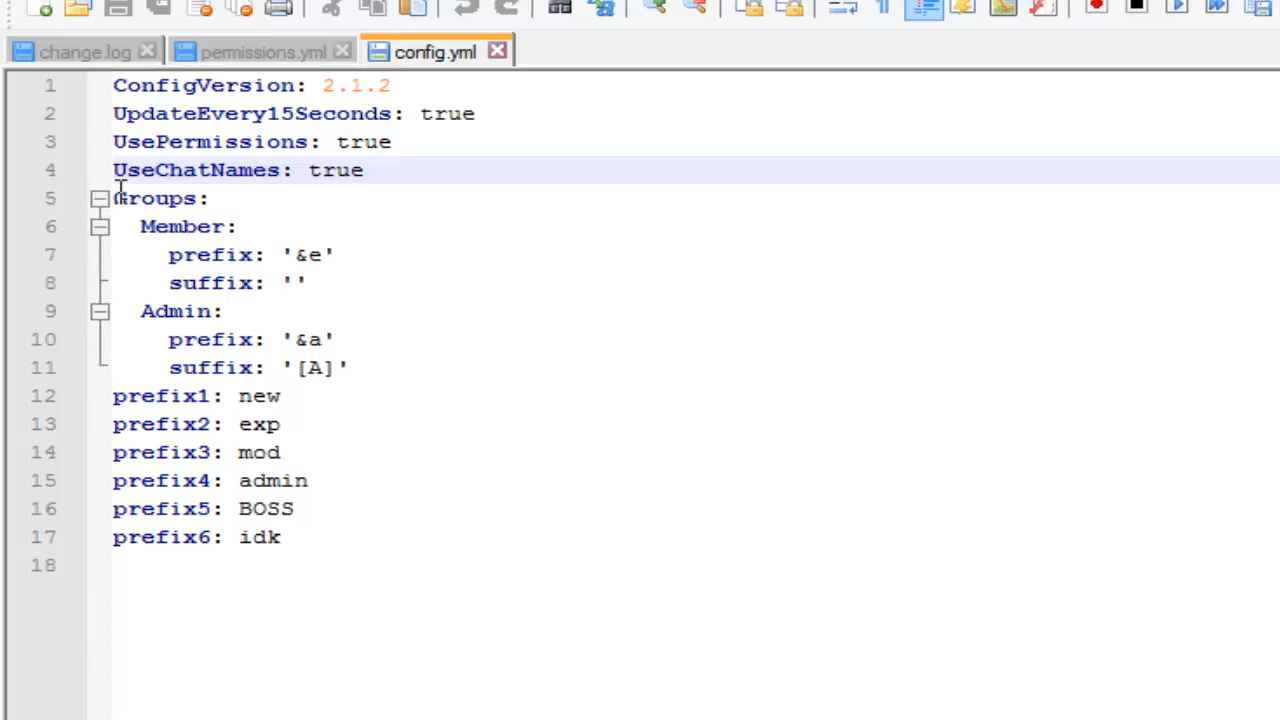 change.log
permissions.yml
config.yml
1 ConfigVersion: 2.1.2
2 UpdateEvery15Seconds: true
3 UsePermissions: true
4 UseChatNames: true
5 Groups:
6 Member:
7 prefix: '&e'
8 suffix: ''
9 Admin:
10 prefix: '&a'
11 suffix: '[A]'
12 prefix1: new
13 prefix2: exp
14 prefix3: mod
15 prefix4: admin
16 prefix5: BOSS
17 prefix6: idk
18